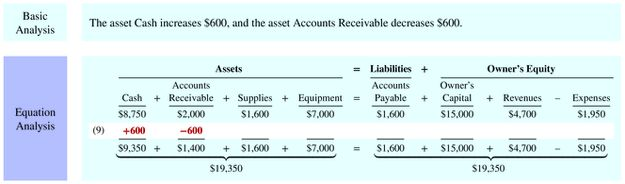 Basic
Analysis
The asset Cash increases $600, and the asset Accounts Receivable decreases $600.
Equation
Analysis
Assets = Liabilities + Owner's Equity
Accounts Accounts Owner's
Cash + Receivable + Supplies + Equipment = Payable + Capital + Revenues – Expenses
$8,750 $2,000 $1,600 $7,000 $1,600 $15,000 $4,700 $1,950
(9) +600 –600
$9,350 + $1,400 + $1,600 + $7,000 = $1,600 + $15,000 + $4,700 – $1,950
$19,350 $19,350